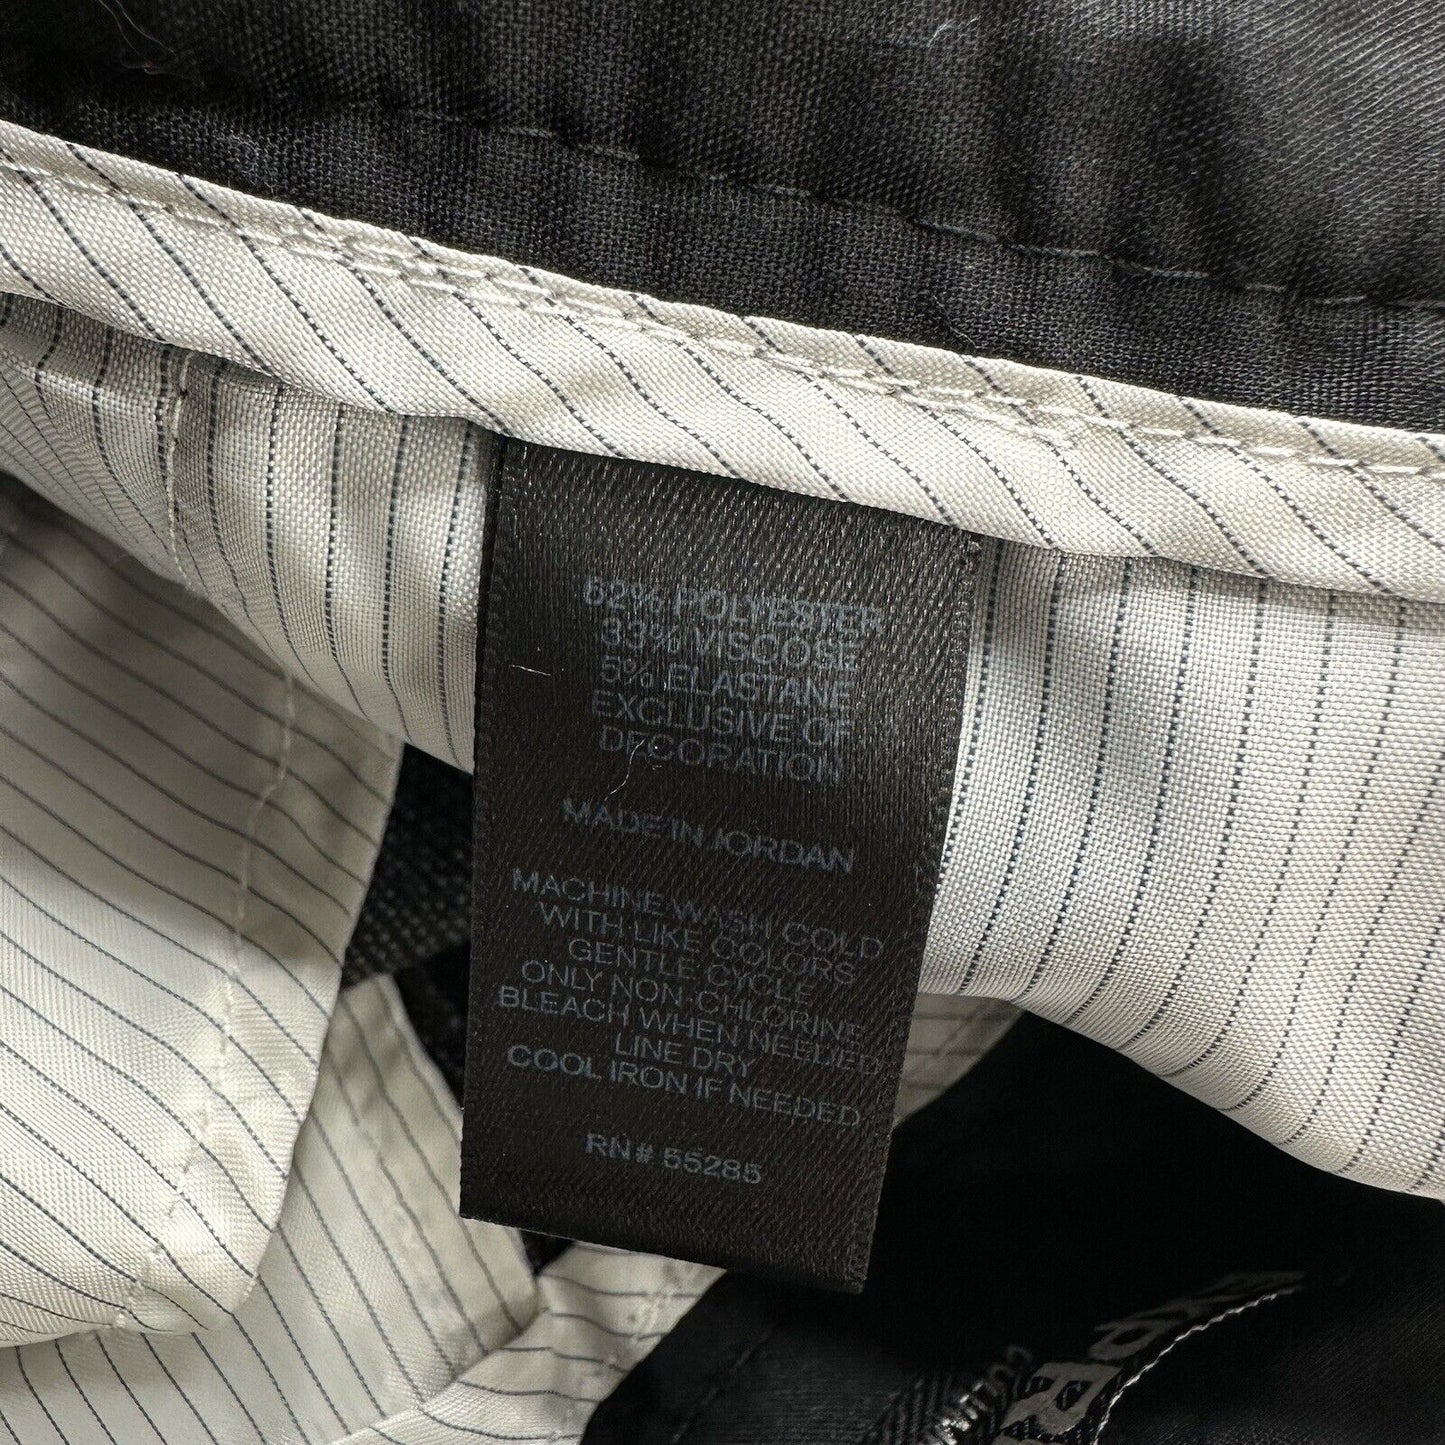 62% POLYESTER
33% VISCOSE
5% ELASTANE
EXCLUSIVE OF
DECORATION
MADE IN JORDAN
MACHINE WASH COLD
WITH LIKE COLORS
GENTLE CYCLE
ONLY NON-CHLORINE
BLEACH WHEN NEEDED
LINE DRY
COOL IRON IF NEEDED
RN# 55285